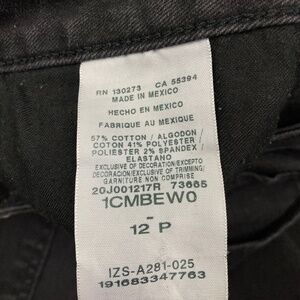 RN 130273 CA 55394
MADE IN MEXICO
HECHO EN MEXICO
FABRIQUE AU MEXIQUE
57% COTTON / ALGODON /
COTON 41% POLYESTER /
POLIESTER 2% SPANDEX /
ELASTANO
EXCLUSIVE OF DECORATION/EXCEPTO
DECORACION/EXCLUSIVE OF TRIMMING/
GARNITURE NON COMPRISE
20J001217R 73665
1CMBEW0
-
12 P
IZS-A281-025
191683347763